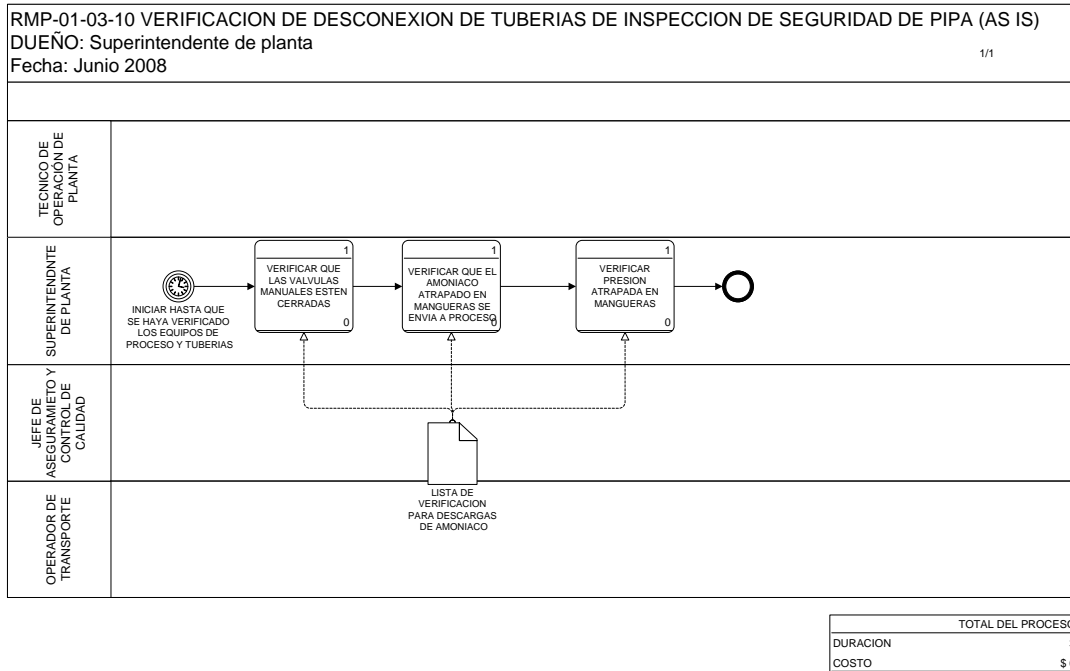 RMP-01-03-10 VERIFICACION DE DESCONEXION DE TUBERIAS DE INSPECCION DE SEGURIDAD DE PIPA (AS IS)
DUEÑO: Superintendente de planta
Fecha: Junio 2008
1/1
TECNICO DE
OPERACIÓN DE
PLANTA
SUPERINTENDNTE
DE PLANTA
INICIAR HASTA QUE
SE HAYA VERIFICADO
LOS EQUIPOS DE
PROCESO Y TUBERIAS
1
VERIFICAR QUE
LAS VALVULAS
MANUALES ESTEN
CERRADAS
0
1
VERIFICAR QUE EL
AMONIACO
ATRAPADO EN
MANGUERAS SE
ENVIA A PROCESO
0
1
VERIFICAR
PRESION
ATRAPADA EN
MANGUERAS
0
JEFE DE
ASEGURAMIETO Y
CONTROL DE
CALIDAD
LISTA DE
VERIFICACION
PARA DESCARGAS
DE AMONIACO
OPERADOR DE
TRANSPORTE
TOTAL DEL PROCESO
DURACION
COSTO $